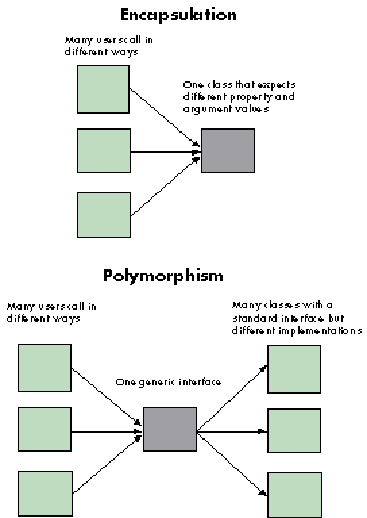 Encapsulation
Many users call in
different ways
One class that expects
different property and
argument values
Polymorphism
Many users call in
different ways
Many classes with a
standard interface but
different implementations
One generic interface